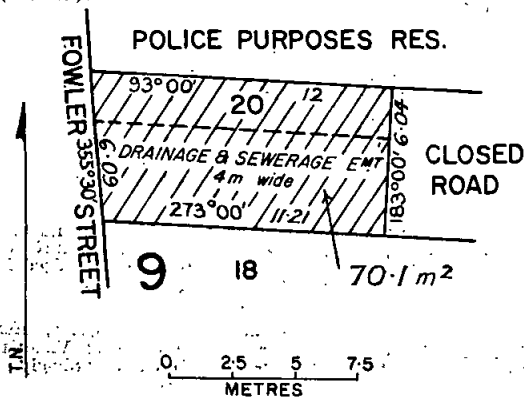 POLICE PURPOSES RES.
FOWLER STREET
93°00'
20
12
355°30'
6·09
DRAINAGE & SEWERAGE EMT
4m wide
183°00' 6·04
CLOSED
ROAD
273°00'
11·21
9
18
70·1 m²
T.N.
0 2·5 5 7·5
METRES